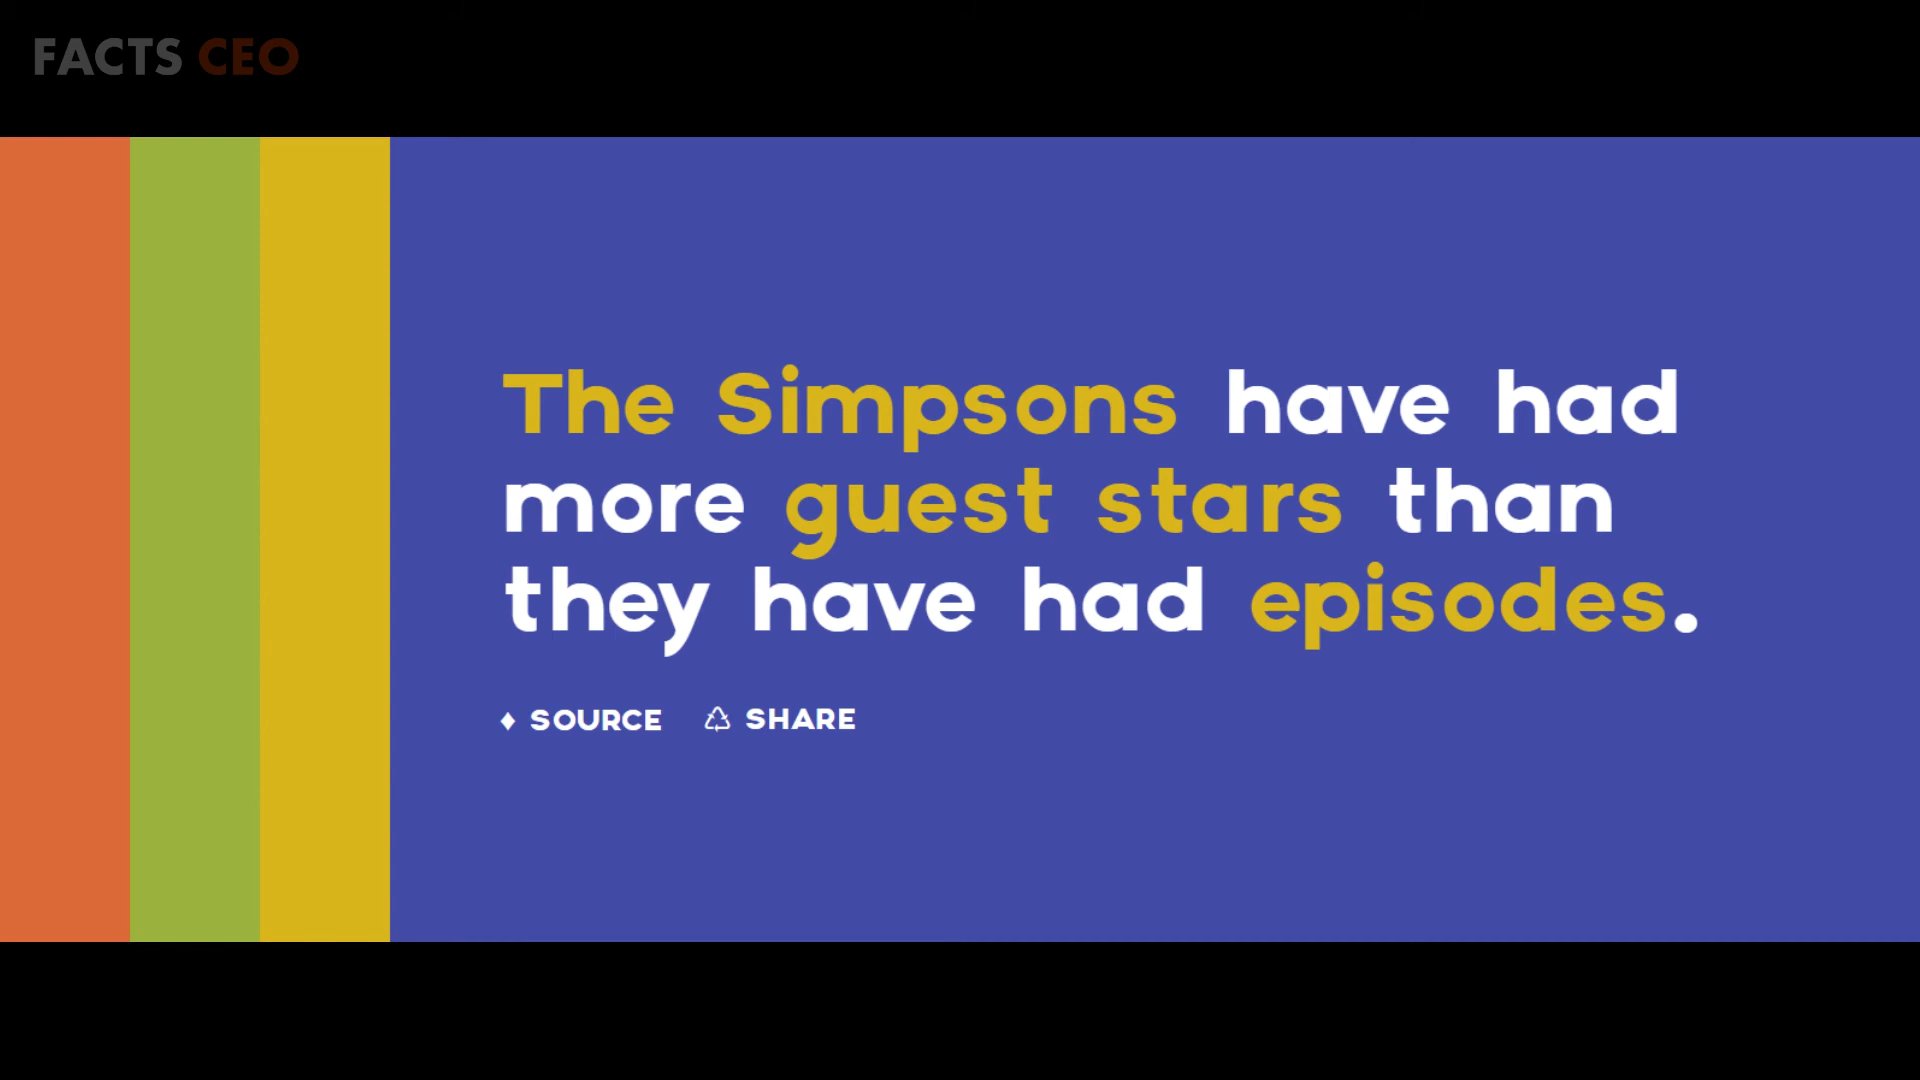 FACTS CEO
The Simpsons have had
more guest stars than
they have had episodes.
♦ SOURCE ♺ SHARE